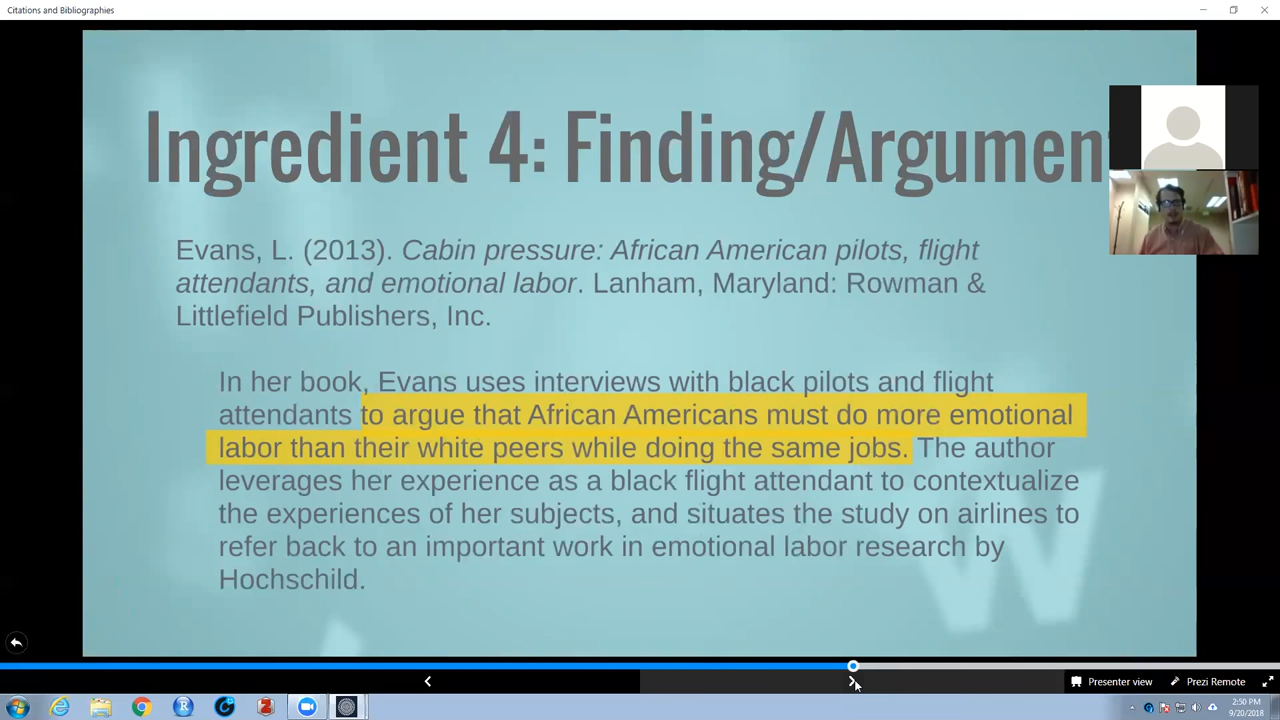 Citations and Bibliographies
Ingredient 4: Finding/Argumen
Evans, L. (2013). Cabin pressure: African American pilots, flight
attendants, and emotional labor. Lanham, Maryland: Rowman &
Littlefield Publishers, Inc.
In her book, Evans uses interviews with black pilots and flight
attendants to argue that African Americans must do more emotional
labor than their white peers while doing the same jobs. The author
leverages her experience as a black flight attendant to contextualize
the experiences of her subjects, and situates the study on airlines to
refer back to an important work in emotional labor research by
Hochschild.
Presenter view
Prezi Remote
2:50 PM
9/20/2018